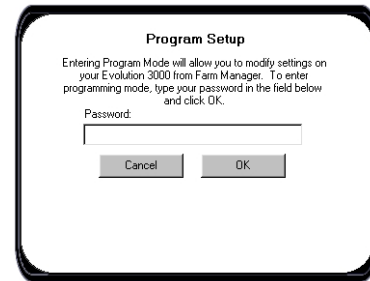 Program Setup
Entering Program Mode will allow you to modify settings on
your Evolution 3000 from Farm Manager. To enter
programming mode, type your password in the field below
and click OK.
Password:
Cancel OK